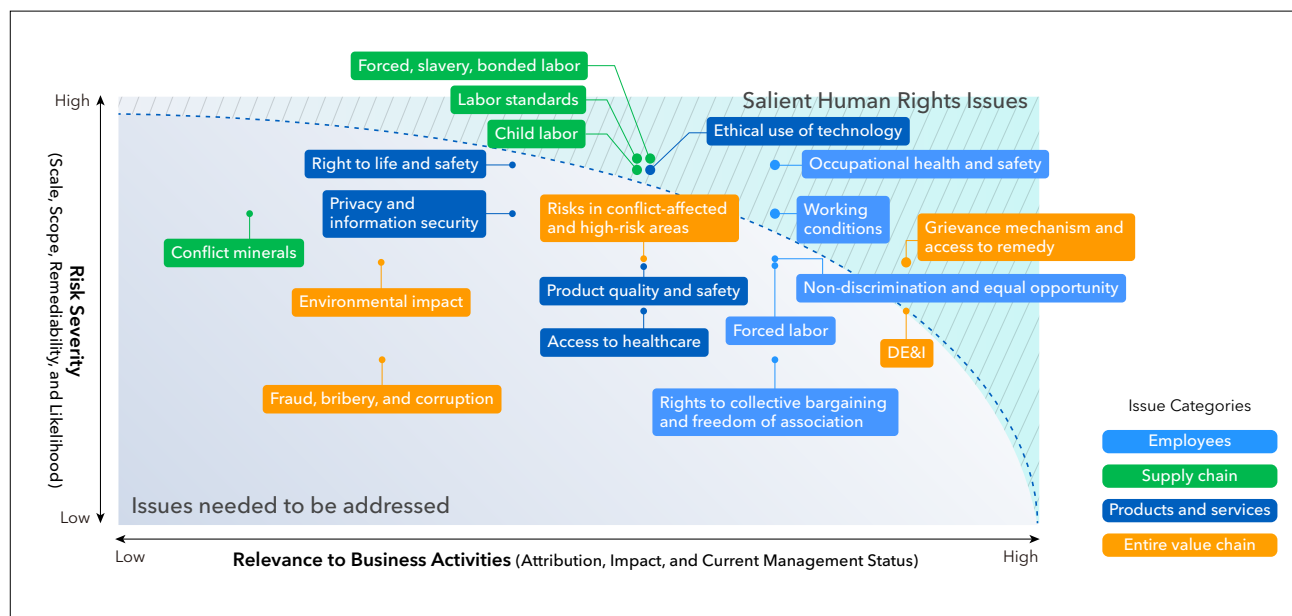 Forced, slavery, bonded labor
High
Labor standards
Salient Human Rights Issues
Child labor
Ethical use of technology
Right to life and safety
Occupational health and safety
Privacy and
information security
Risks in conflict-affected
and high-risk areas
Working
conditions
Grievance mechanism and
access to remedy
Conflict minerals
Environmental impact
Product quality and safety
Non-discrimination and equal opportunity
Access to healthcare
Forced labor
DE&I
Fraud, bribery, and corruption
Rights to collective bargaining
and freedom of association
Risk Severity
(Scale, Scope, Remediability, and Likelihood)
Issue Categories
Employees
Supply chain
Products and services
Entire value chain
Issues needed to be addressed
Low
Low
Relevance to Business Activities (Attribution, Impact, and Current Management Status)
High